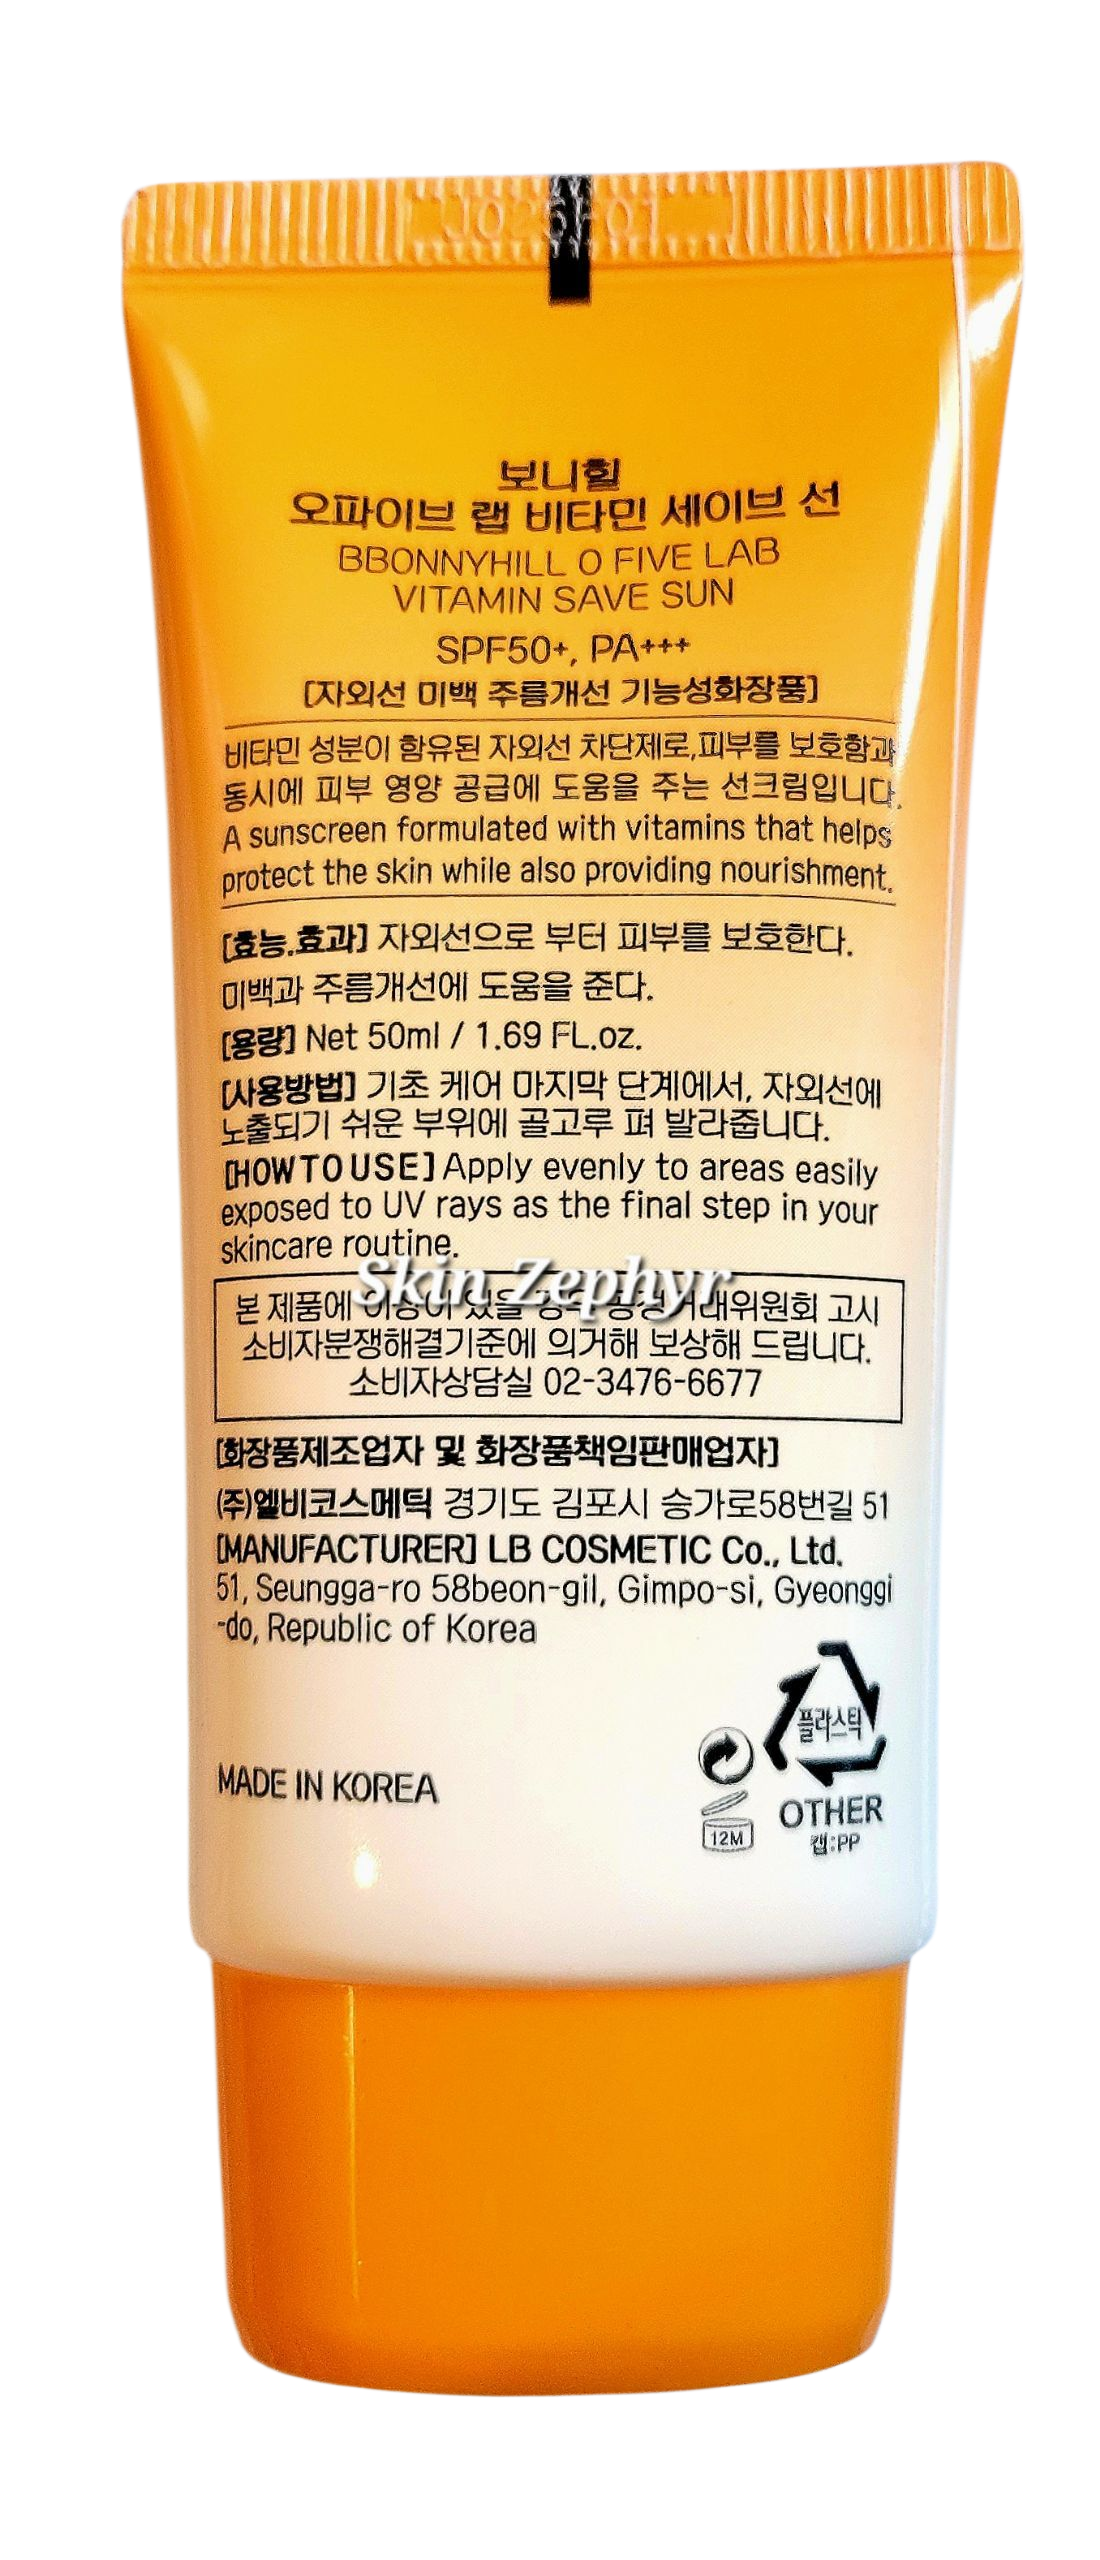 보니힐
오파이브 랩 비타민 세이브 선
BBONNYHILL O FIVE LAB
VITAMIN SAVE SUN
SPF50+, PA+++
[자외선 미백 주름개선 기능성화장품]
비타민 성분이 함유된 자외선 차단제로,피부를 보호함과
동시에 피부 영양 공급에 도움을 주는 선크림입니다.
A sunscreen formulated with vitamins that helps
protect the skin while also providing nourishment.
[효능.효과] 자외선으로 부터 피부를 보호한다.
미백과 주름개선에 도움을 준다.
[용량] Net 50ml / 1.69 FL.oz.
[사용방법] 기초 케어 마지막 단계에서, 자외선에
노출되기 쉬운 부위에 골고루 펴 발라줍니다.
[HOW TO USE] Apply evenly to areas easily
exposed to UV rays as the final step in your
skincare routine.
Skin Zephyr
본 제품에 이상이 있을 경우 공정거래위원회 고시
소비자분쟁해결기준에 의거해 보상해 드립니다.
소비자상담실 02-3476-6677
[화장품제조업자 및 화장품책임판매업자]
(주)엘비코스메틱 경기도 김포시 승가로58번길 51
[MANUFACTURER] LB COSMETIC Co., Ltd.
51, Seungga-ro 58beon-gil, Gimpo-si, Gyeonggi
-do, Republic of Korea
플라스틱
MADE IN KOREA
OTHER
12M
캡:PP